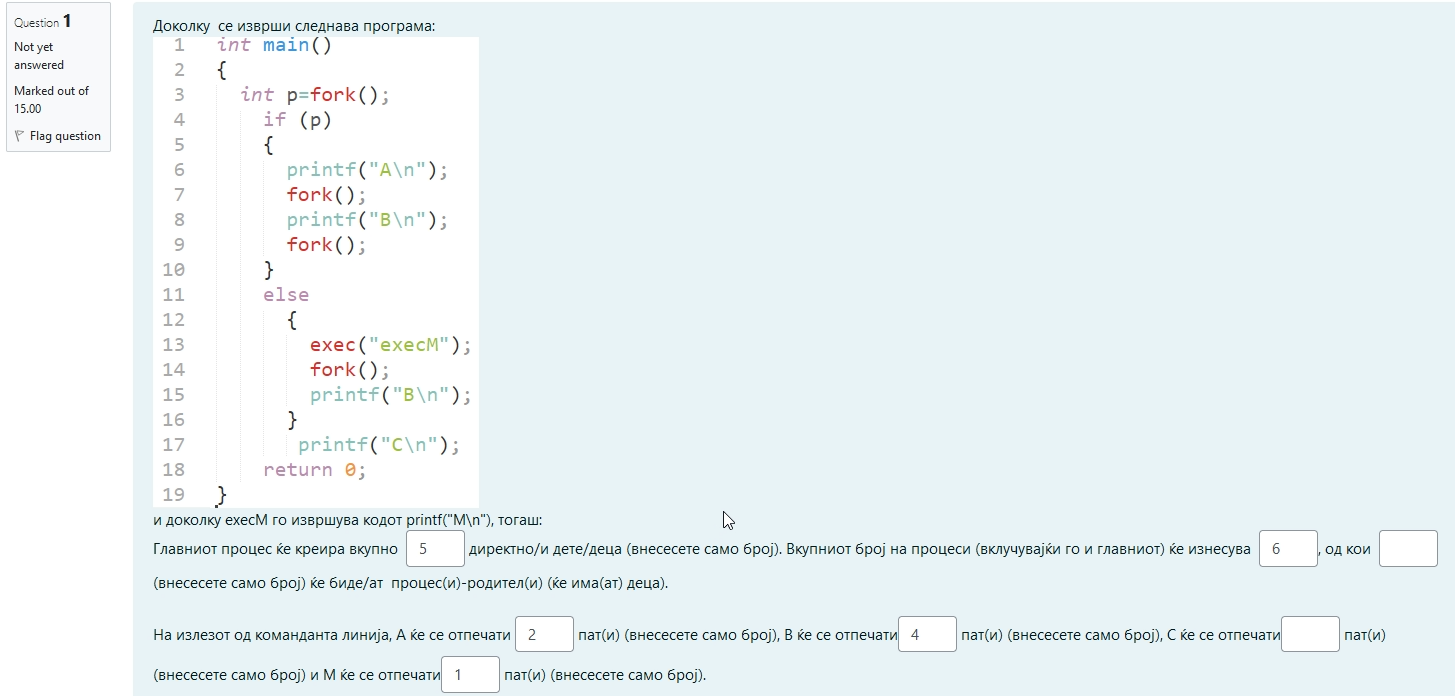 Question 1
Not yet
answered
Marked out of
15.00
Flag question
Доколку се изврши следнава програма:
1 int main()
2 {
3 int p=fork();
4 if (p)
5 {
6 printf("A\n");
7 fork();
8 printf("B\n");
9 fork();
10 }
11 else
12 {
13 exec("execM");
14 fork();
15 printf("B\n");
16 }
17 printf("C\n");
18 return 0;
19 }
и доколку execM го извршува кодот printf("M\n"), тогаш:
Главниот процес ќе креира вкупно 5 директно/и дете/деца (внесесете само број). Вкупниот број на процеси (вклучувајќи го и главниот) ќе изнесува 6 , од кои
(внесесете само број) ќе биде/ат процес(и)-родител(и) (ќе има(ат) деца).
На излезот од команданта линија, А ќе се отпечати 2 пат(и) (внесесете само број), В ќе се отпечати 4 пат(и) (внесесете само број), С ќе се отпечати пат(и)
(внесесете само број) и М ќе се отпечати 1 пат(и) (внесесете само број).